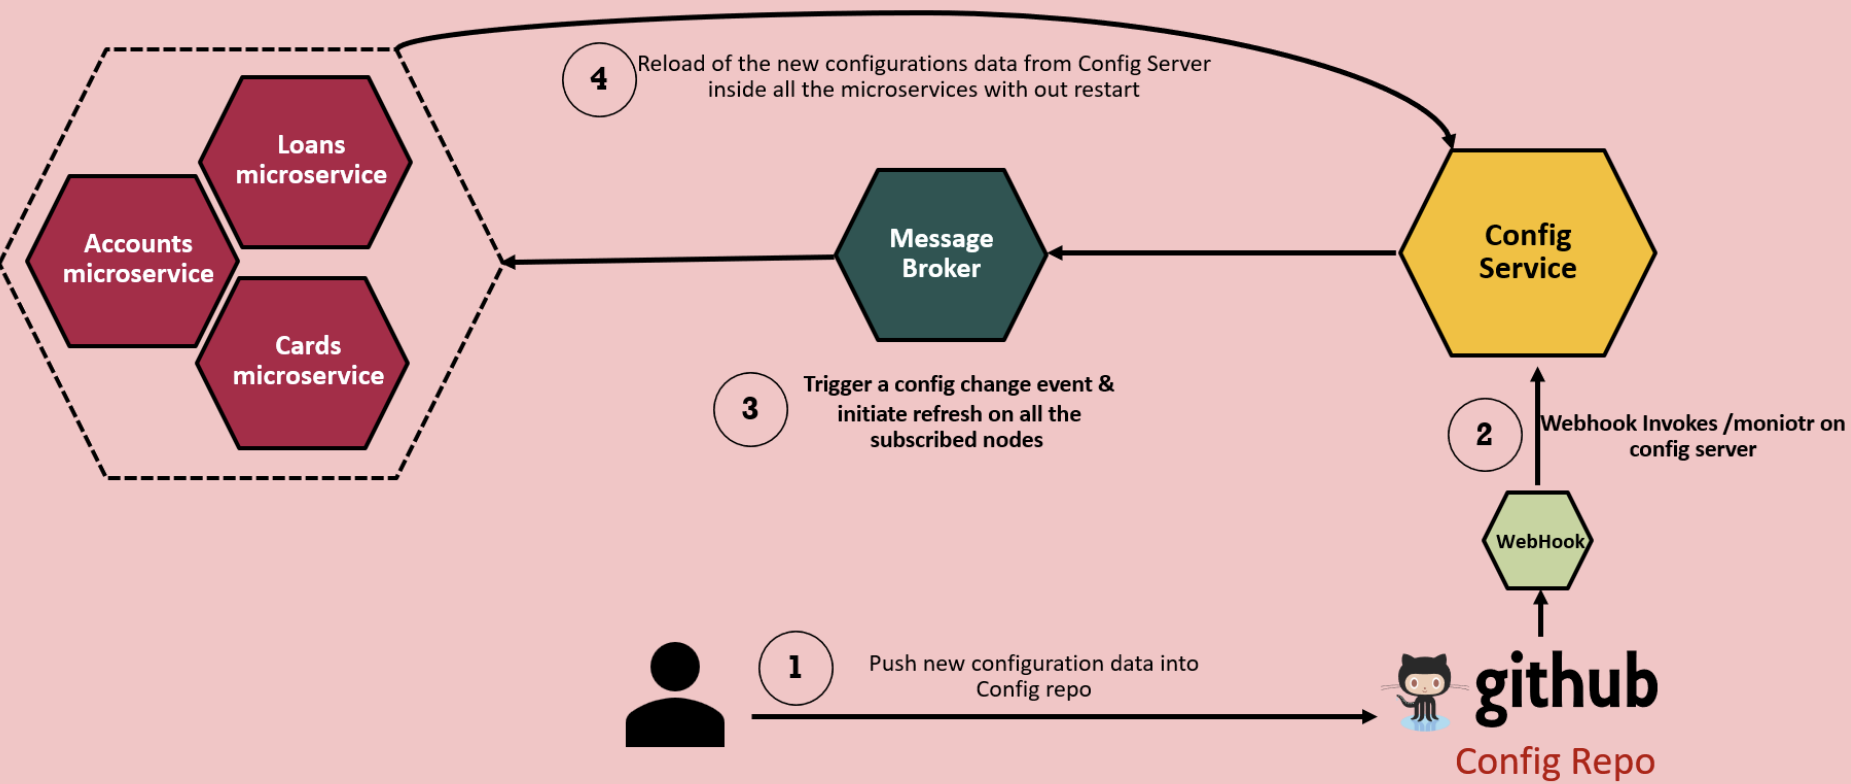 4
Reload of the new configurations data from Config Server
inside all the microservices with out restart
Loans
microservice
Accounts
microservice
Cards
microservice
Message
Broker
Config
Service
3
Trigger a config change event &
initiate refresh on all the
subscribed nodes
2
Webhook Invokes /moniotr on
config server
WebHook
1
Push new configuration data into
Config repo
github
Config Repo